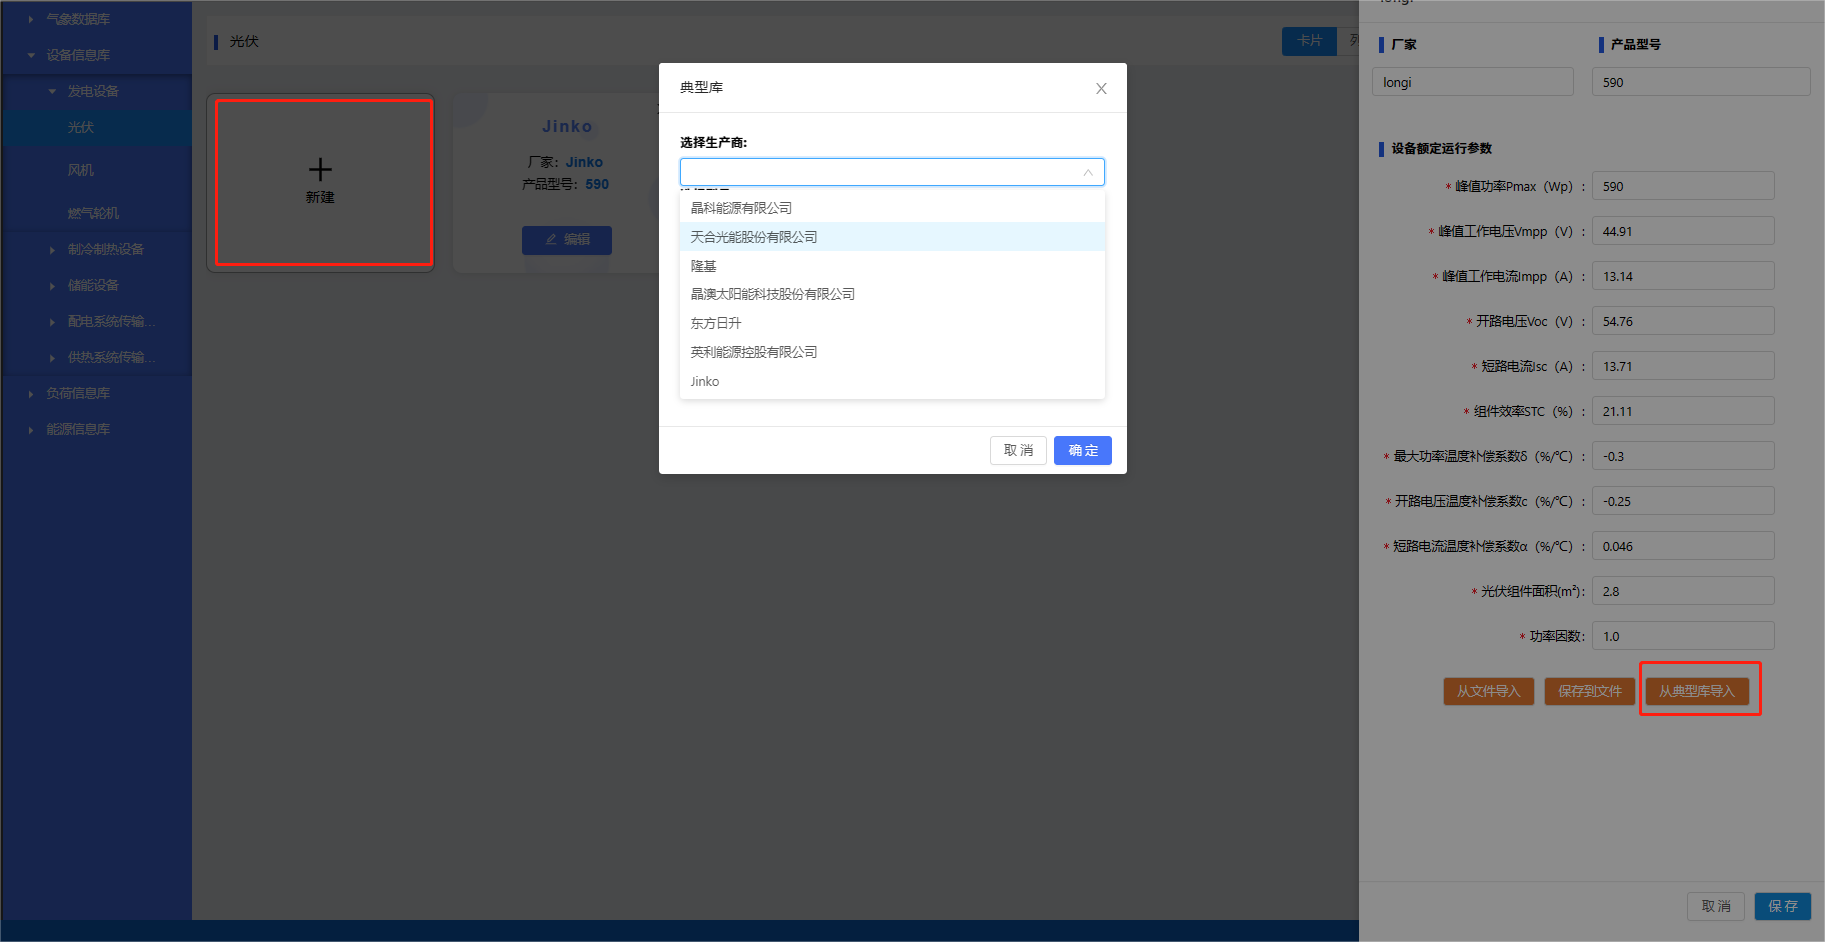 气象数据库
设备信息库
发电设备
光伏
风机
燃气轮机
制冷制热设备
储能设备
配电系统传输...
供热系统传输...
负荷信息库
能源信息库
光伏
卡片
新建
Jinko
厂家：Jinko
产品型号：590
编辑
典型库
选择生产商:
晶科能源有限公司
天合光能股份有限公司
隆基
晶澳太阳能科技股份有限公司
东方日升
英利能源控股有限公司
Jinko
取 消
确 定
longi
厂家
产品型号
longi
590
设备额定运行参数
* 峰值功率Pmax（Wp）: 590
* 峰值工作电压Vmpp（V）: 44.91
* 峰值工作电流Impp（A）: 13.14
* 开路电压Voc（V）: 54.76
* 短路电流Isc（A）: 13.71
* 组件效率STC（%）: 21.11
* 最大功率温度补偿系数δ（%/℃）: -0.3
* 开路电压温度补偿系数c（%/℃）: -0.25
* 短路电流温度补偿系数α（%/℃）: 0.046
* 光伏组件面积(m²): 2.8
* 功率因数: 1.0
从文件导入
保存到文件
从典型库导入
取 消
保 存